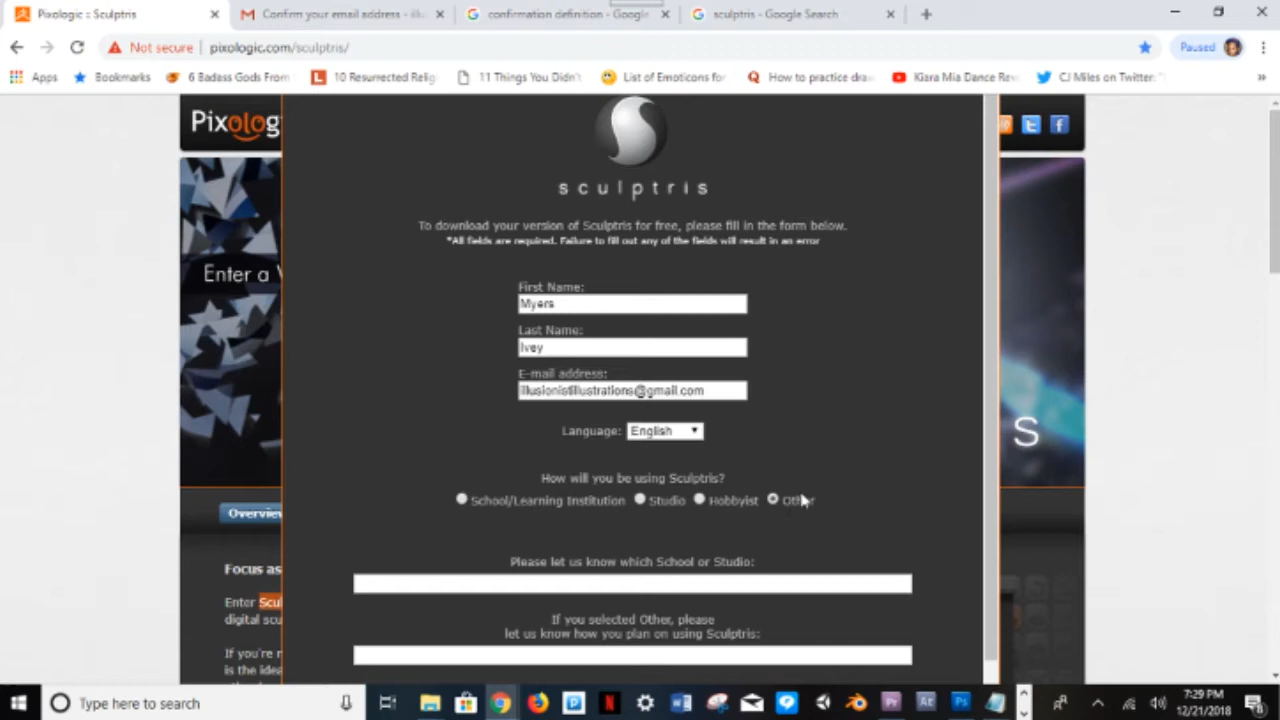 Pixologic :: Sculptris
Confirm your email address - illu
confirmation definition - Google
sculptris - Google Search
Not secure
pixologic.com/sculptris/
Paused
Apps
Bookmarks
6 Badass Gods From
10 Resurrected Relig
11 Things You Didn'
List of Emoticons for
How to practice draw
Kiara Mia Dance Rev
CJ Miles on Twitter: "
Pixolog
sculptris
To download your version of Sculptris for free, please fill in the form below.
*All fields are required. Failure to fill out any of the fields will result in an error
Enter a
First Name:
Myers
Last Name:
Ivey
E-mail address:
illusionistillustrations@gmail.com
Language: English
S
How will you be using Sculptris?
School/Learning Institution Studio Hobbyist Other
Overview
Please let us know which School or Studio:
Focus as
Enter Scul
digital scu
If you selected Other, please
let us know how you plan on using Sculptris:
If you're n
is the idea
Type here to search
7:29 PM
12/21/2018